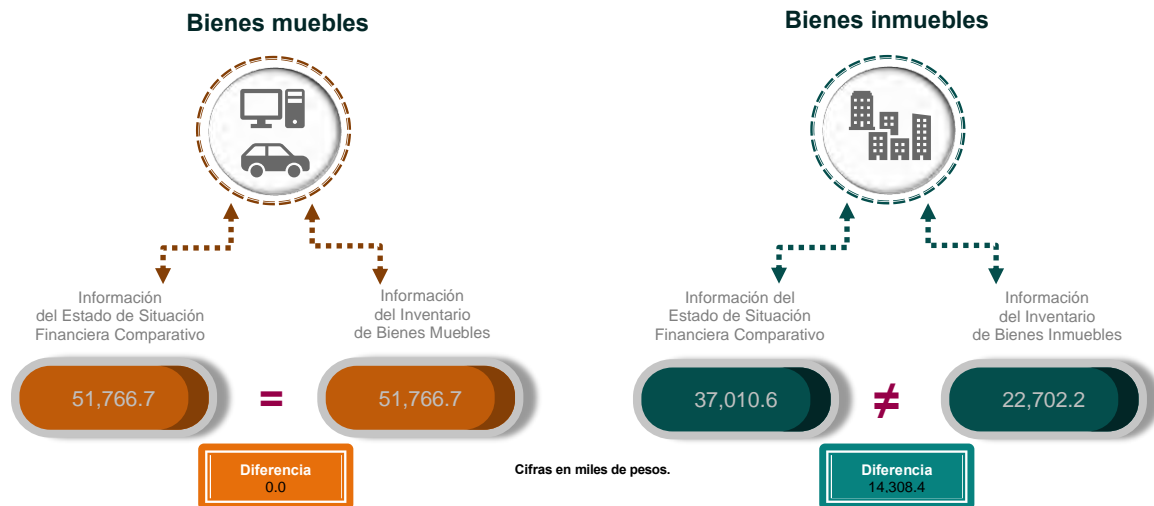 Bienes muebles
Información
del Estado de Situación
Financiera Comparativo
Información
del Inventario
de Bienes Muebles
51,766.7
=
51,766.7
Diferencia
0.0
Cifras en miles de pesos.
Bienes inmuebles
Información del
Estado de Situación
Financiera Comparativo
Información
del Inventario
de Bienes Inmuebles
37,010.6
≠
22,702.2
Diferencia
14,308.4